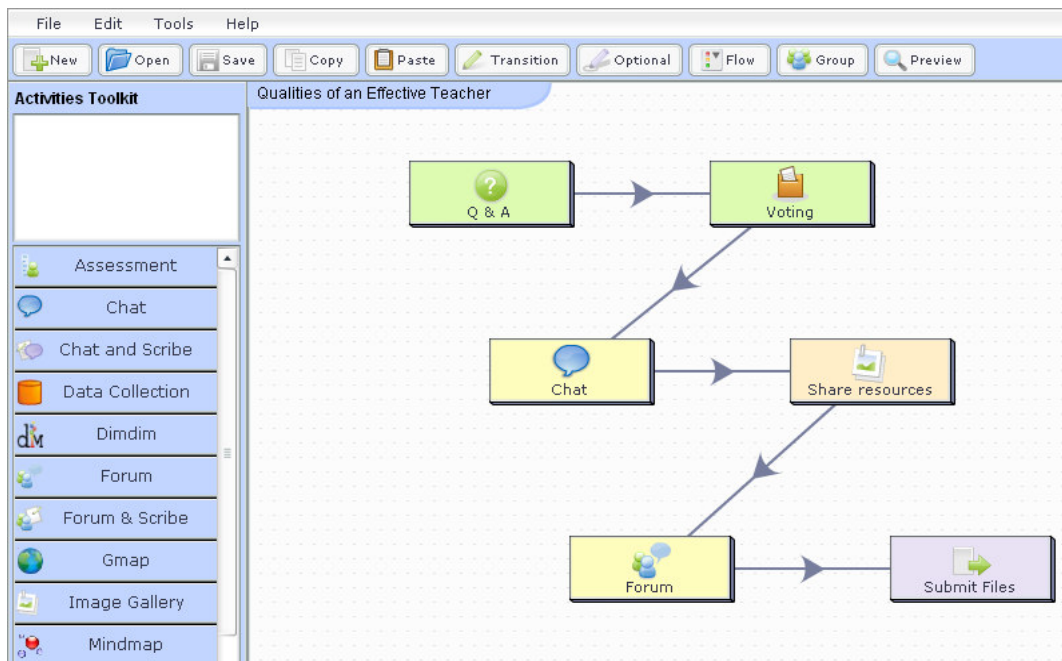 File Edit Tools Help
New Open Save Copy Paste Transition Optional Flow Group Preview
Activities Toolkit
Qualities of an Effective Teacher
Q & A
Voting
Assessment
Chat
Chat and Scribe
Data Collection
dim Dimdim
Forum
Forum & Scribe
Gmap
Image Gallery
Mindmap
Chat
Share resources
Forum
Submit Files